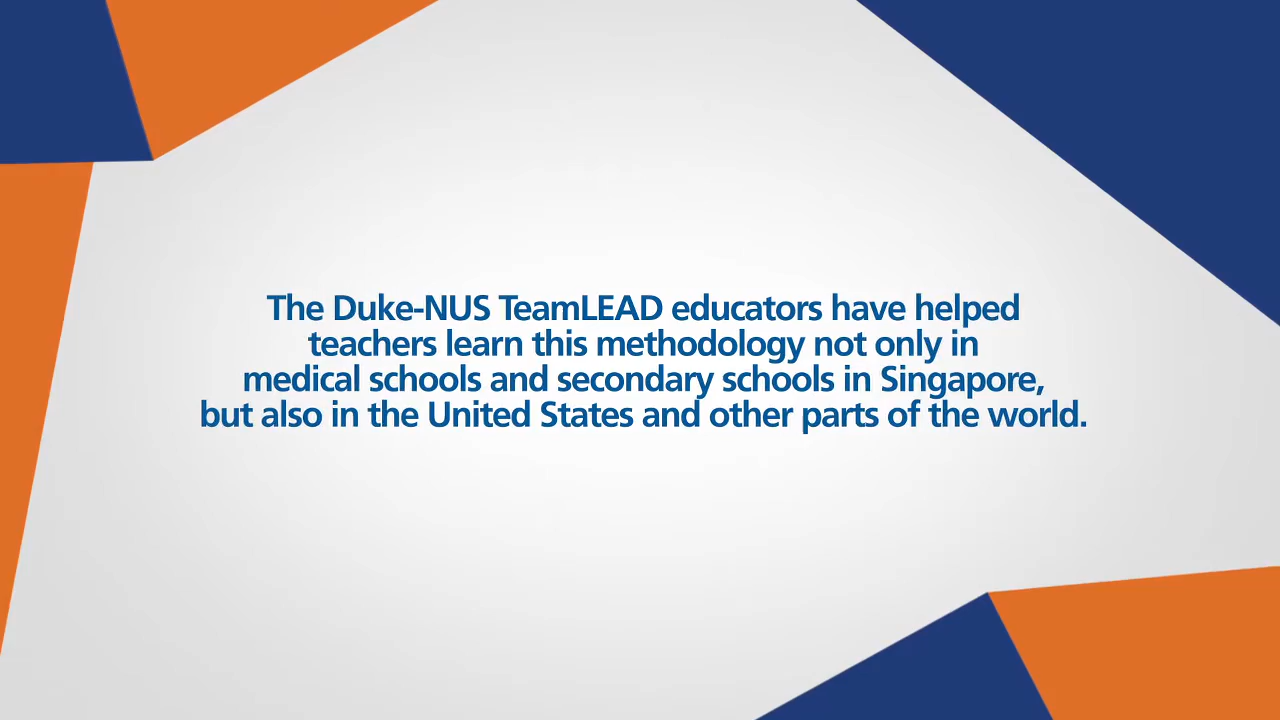 The Duke-NUS TeamLEAD educators have helped
teachers learn this methodology not only in
medical schools and secondary schools in Singapore,
but also in the United States and other parts of the world.